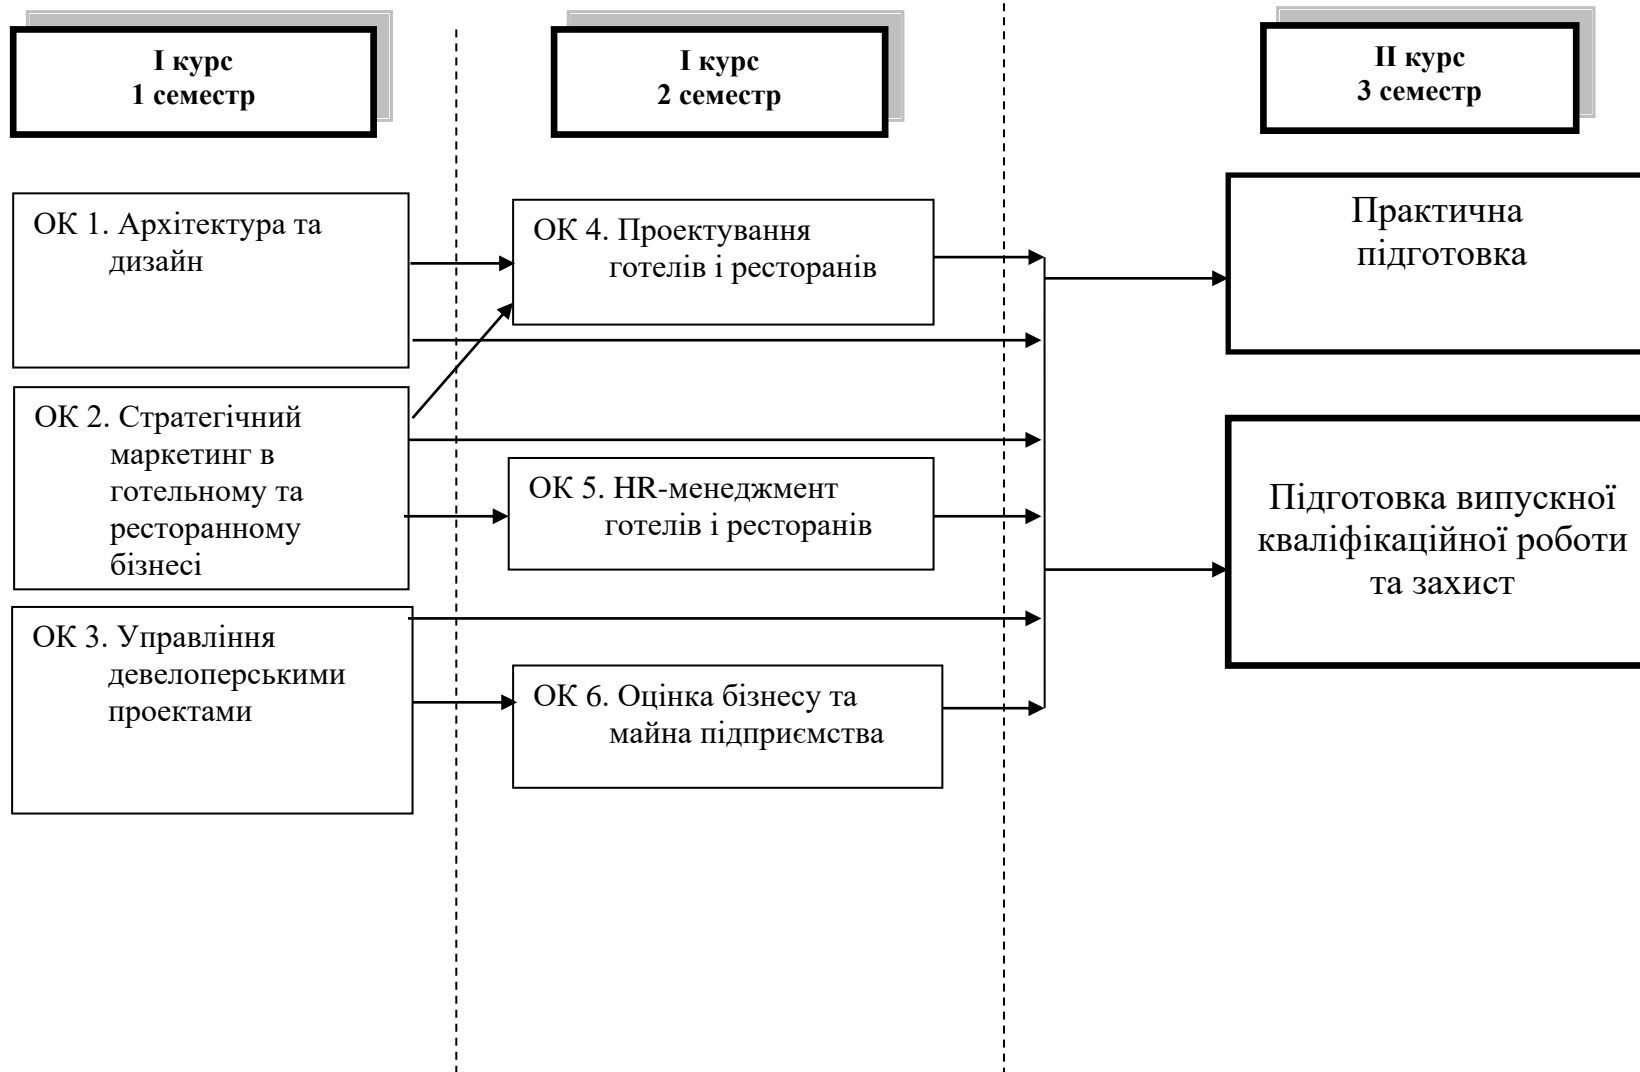 І курс
1 семестр
І курс
2 семестр
ІІ курс
3 семестр
ОК 1. Архітектура та
дизайн
ОК 2. Стратегічний
маркетинг в
готельному та
ресторанному
бізнесі
ОК 3. Управління
девелоперськими
проектами
ОК 4. Проектування
готелів і ресторанів
ОК 5. HR-менеджмент
готелів і ресторанів
ОК 6. Оцінка бізнесу та
майна підприємства
Практична
підготовка
Підготовка випускної
кваліфікаційної роботи
та захист